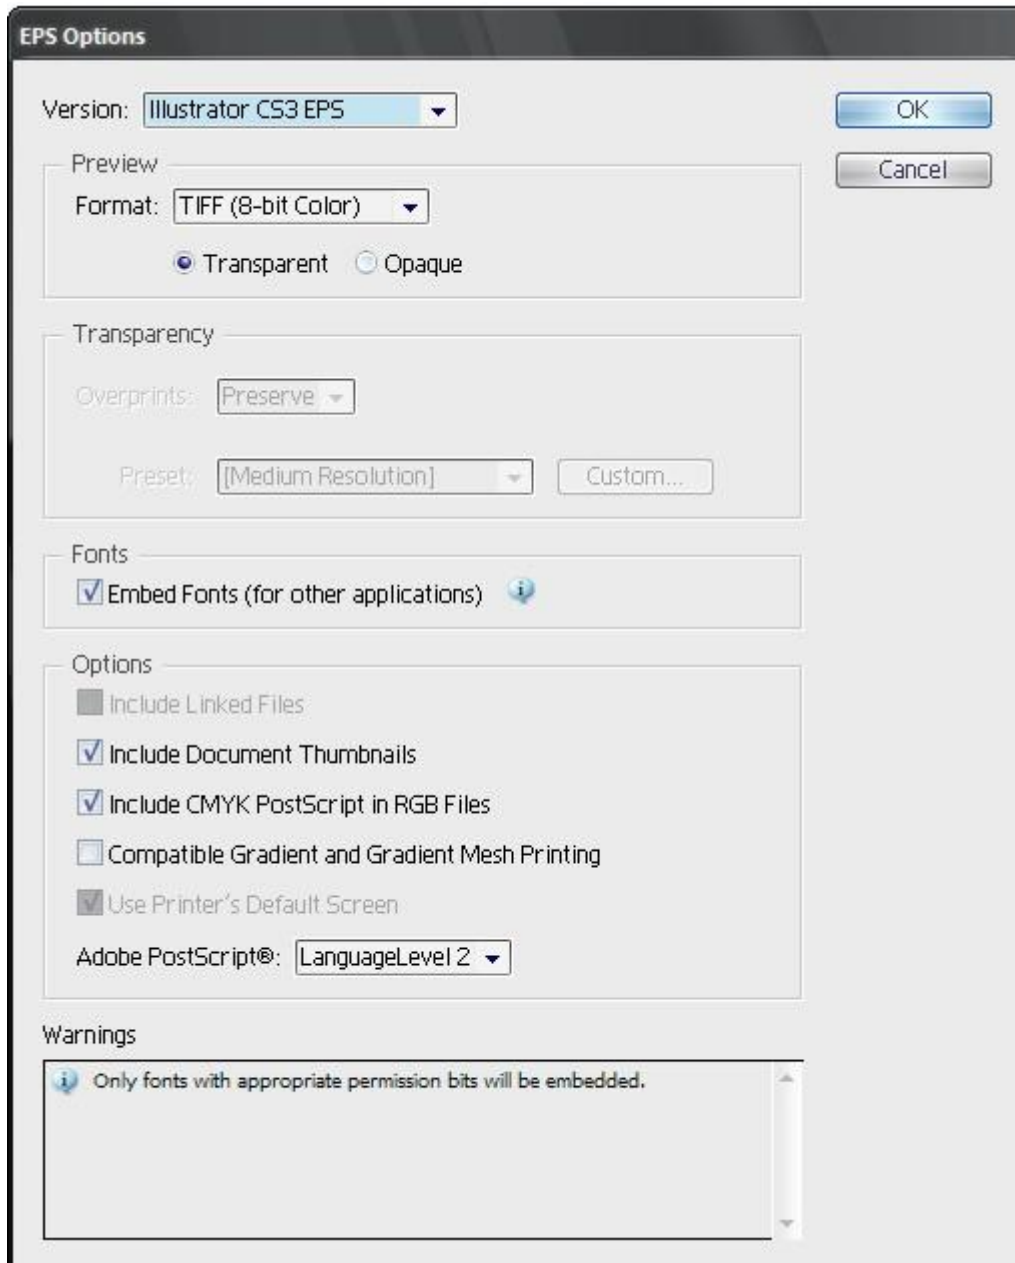 EPS Options
Version: Illustrator CS3 EPS
OK
Cancel
Preview
Format: TIFF (8-bit Color)
Transparent Opaque
Transparency
Overprints: Preserve
Preset: [Medium Resolution] Custom...
Fonts
Embed Fonts (for other applications)
Options
Include Linked Files
Include Document Thumbnails
Include CMYK PostScript in RGB Files
Compatible Gradient and Gradient Mesh Printing
Use Printer's Default Screen
Adobe PostScript®: LanguageLevel 2
Warnings
Only fonts with appropriate permission bits will be embedded.